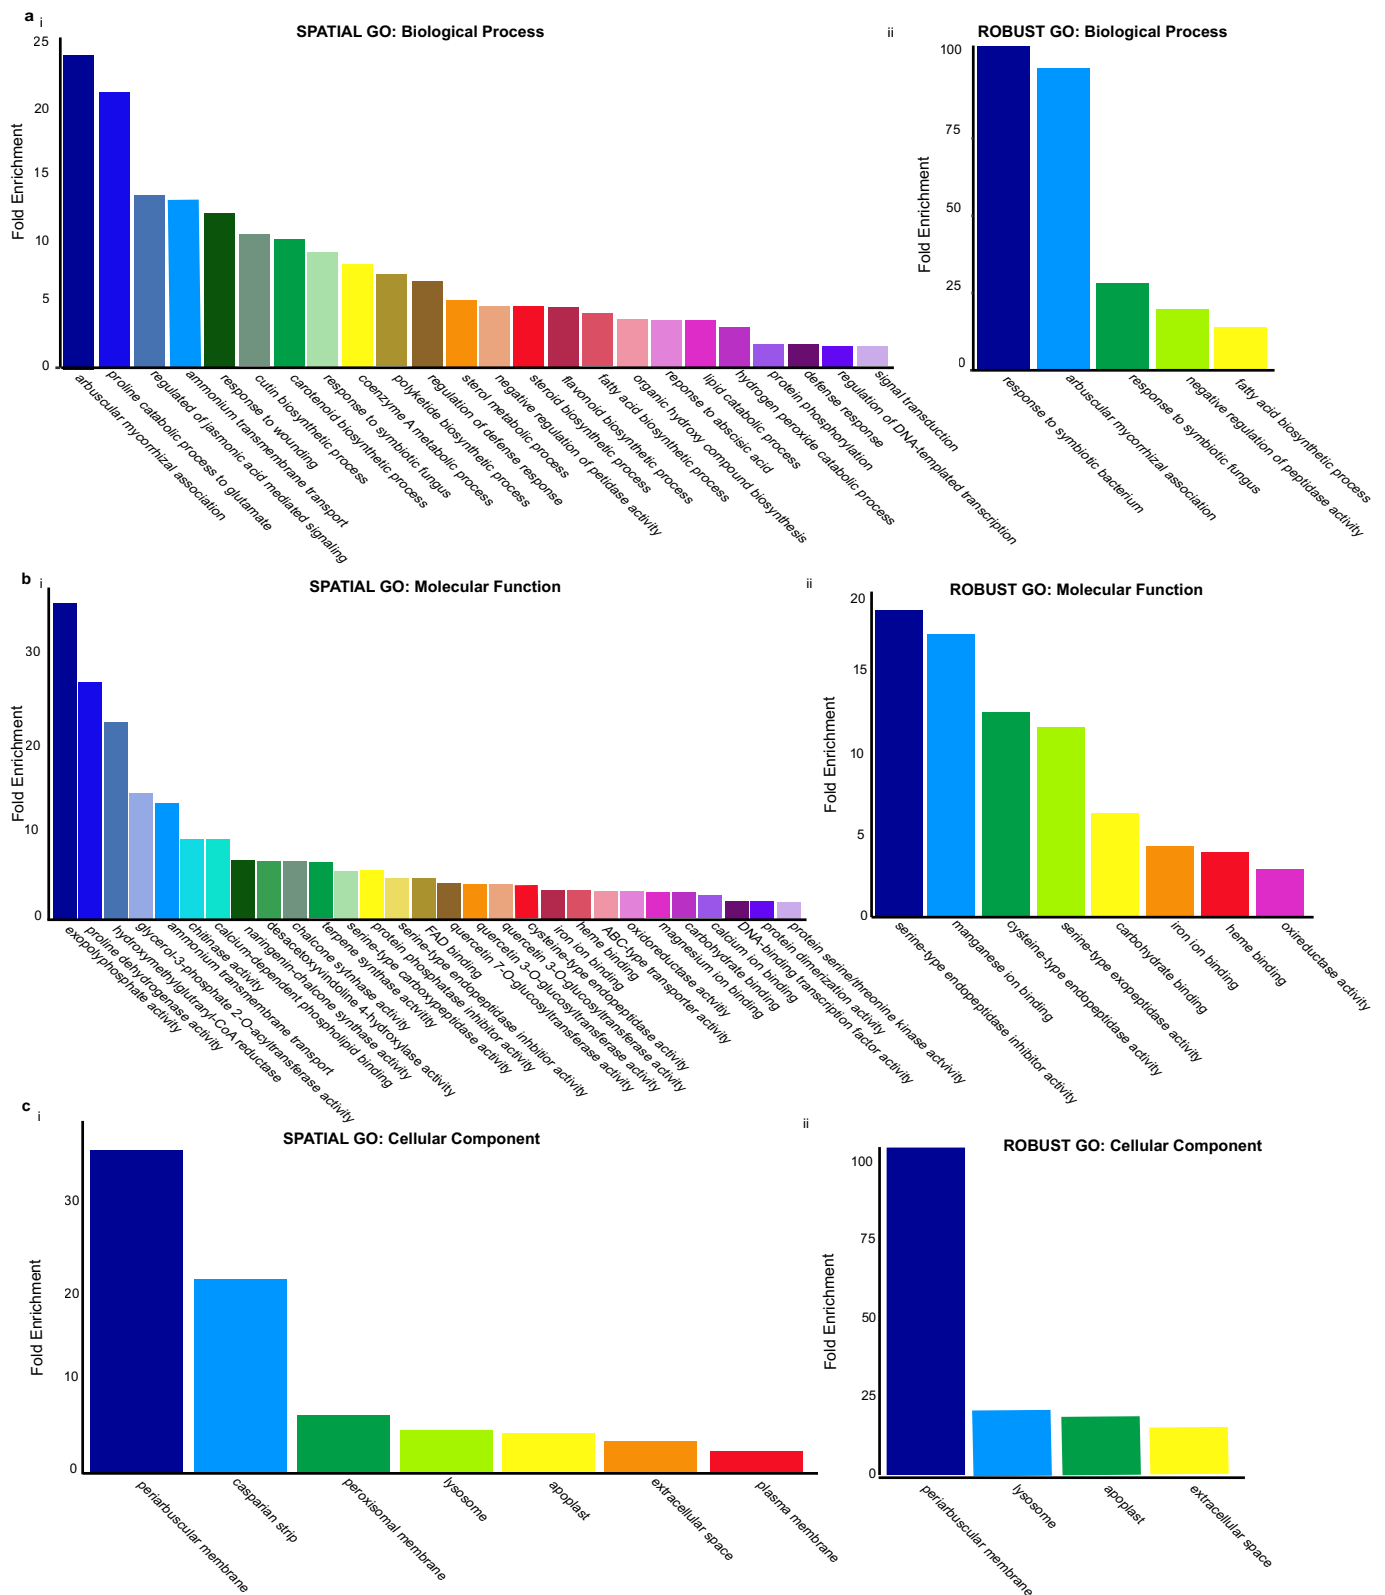 a
i
SPATIAL GO: Biological Process
25
20
15
10
5
0
Fold Enrichment
arbuscular mycorrhizal association
proline catabolic process to glutamate
regulated of jasmonic acid mediated signaling
ammonium transmembrane transport
response to wounding
cutin biosynthetic process
carotenoid biosynthetic process
response to symbiotic fungus
coenzyme A metabolic process
polyketide biosynthetic process
regulation of defense response
sterol metabolic process
negative regulation of petidase activity
steroid biosynthetic process
flavonoid biosynthetic process
fatty acid biosynthetic process
organic hydroxy compound biosynthesis
reponse to abscisic acid
lipid catabolic process
hydrogen peroxide catabolic process
protein phosphorylation
defense response
regulation of DNA-templated transcription
signal transduction
ii
ROBUST GO: Biological Process
100
75
50
25
0
Fold Enrichment
response to symbiotic bacterium
arbuscular mycorrhizal association
response to symbiotic fungus
negative regulation of peptidase activity
fatty acid biosynthetic process
b
i
SPATIAL GO: Molecular Function
30
20
10
0
Fold Enrichment
exopolyphosphate activity
proline dehydrogenase activity
hydroxymethylglutaryl-CoA reductase
glycerol-3-phosphate 2-O-acyltransferase activity
ammonium transmembrane transport
chilinase activity
calcium-dependent phospholipid binding
naringenin-chalcone synthase activity
desacetoxyvindoline 4-hydroxylase activity
chalcone synthase activity
terpene synthase activitity
serine-type carboxypeptidase activity
protein phosphatase inhibitor activity
serine-type endopeptidase inhbitior activity
FAD binding
quercetin 7-O-glucosyltransferase activity
quercetin 3-O-glucosyltransferase activity
quercetin 3-O-glucosyltransferase activity
cysteine-type endopeptidase activity
iron ion binding
heme binding
ABC-type transporter activity
oxidoreductase activity
magnesium ion binding
carbohydrate binding
calcium ion binding
DNA-binding transcription factor activity
protein dimerization activity
protein serine/threonine kinase activity
ii
ROBUST GO: Molecular Function
20
15
10
5
0
Fold Enrichment
serine-type endopeptidase inhibitor activity
manganese ion binding
cysteine-type endopeptidase activity
serine-type exopeptidase activity
carbohydrate binding
iron ion binding
heme binding
oxireductase activity
c
i
SPATIAL GO: Cellular Component
30
20
10
0
Fold Enrichment
periarbuscular membrane
casparian strip
peroxisomal membrane
lysosome
apoplast
extracellular space
plasma membrane
ii
ROBUST GO: Cellular Component
100
75
50
25
0
Fold Enrichment
periarbuscular membrane
lysosome
apoplast
extracellular space